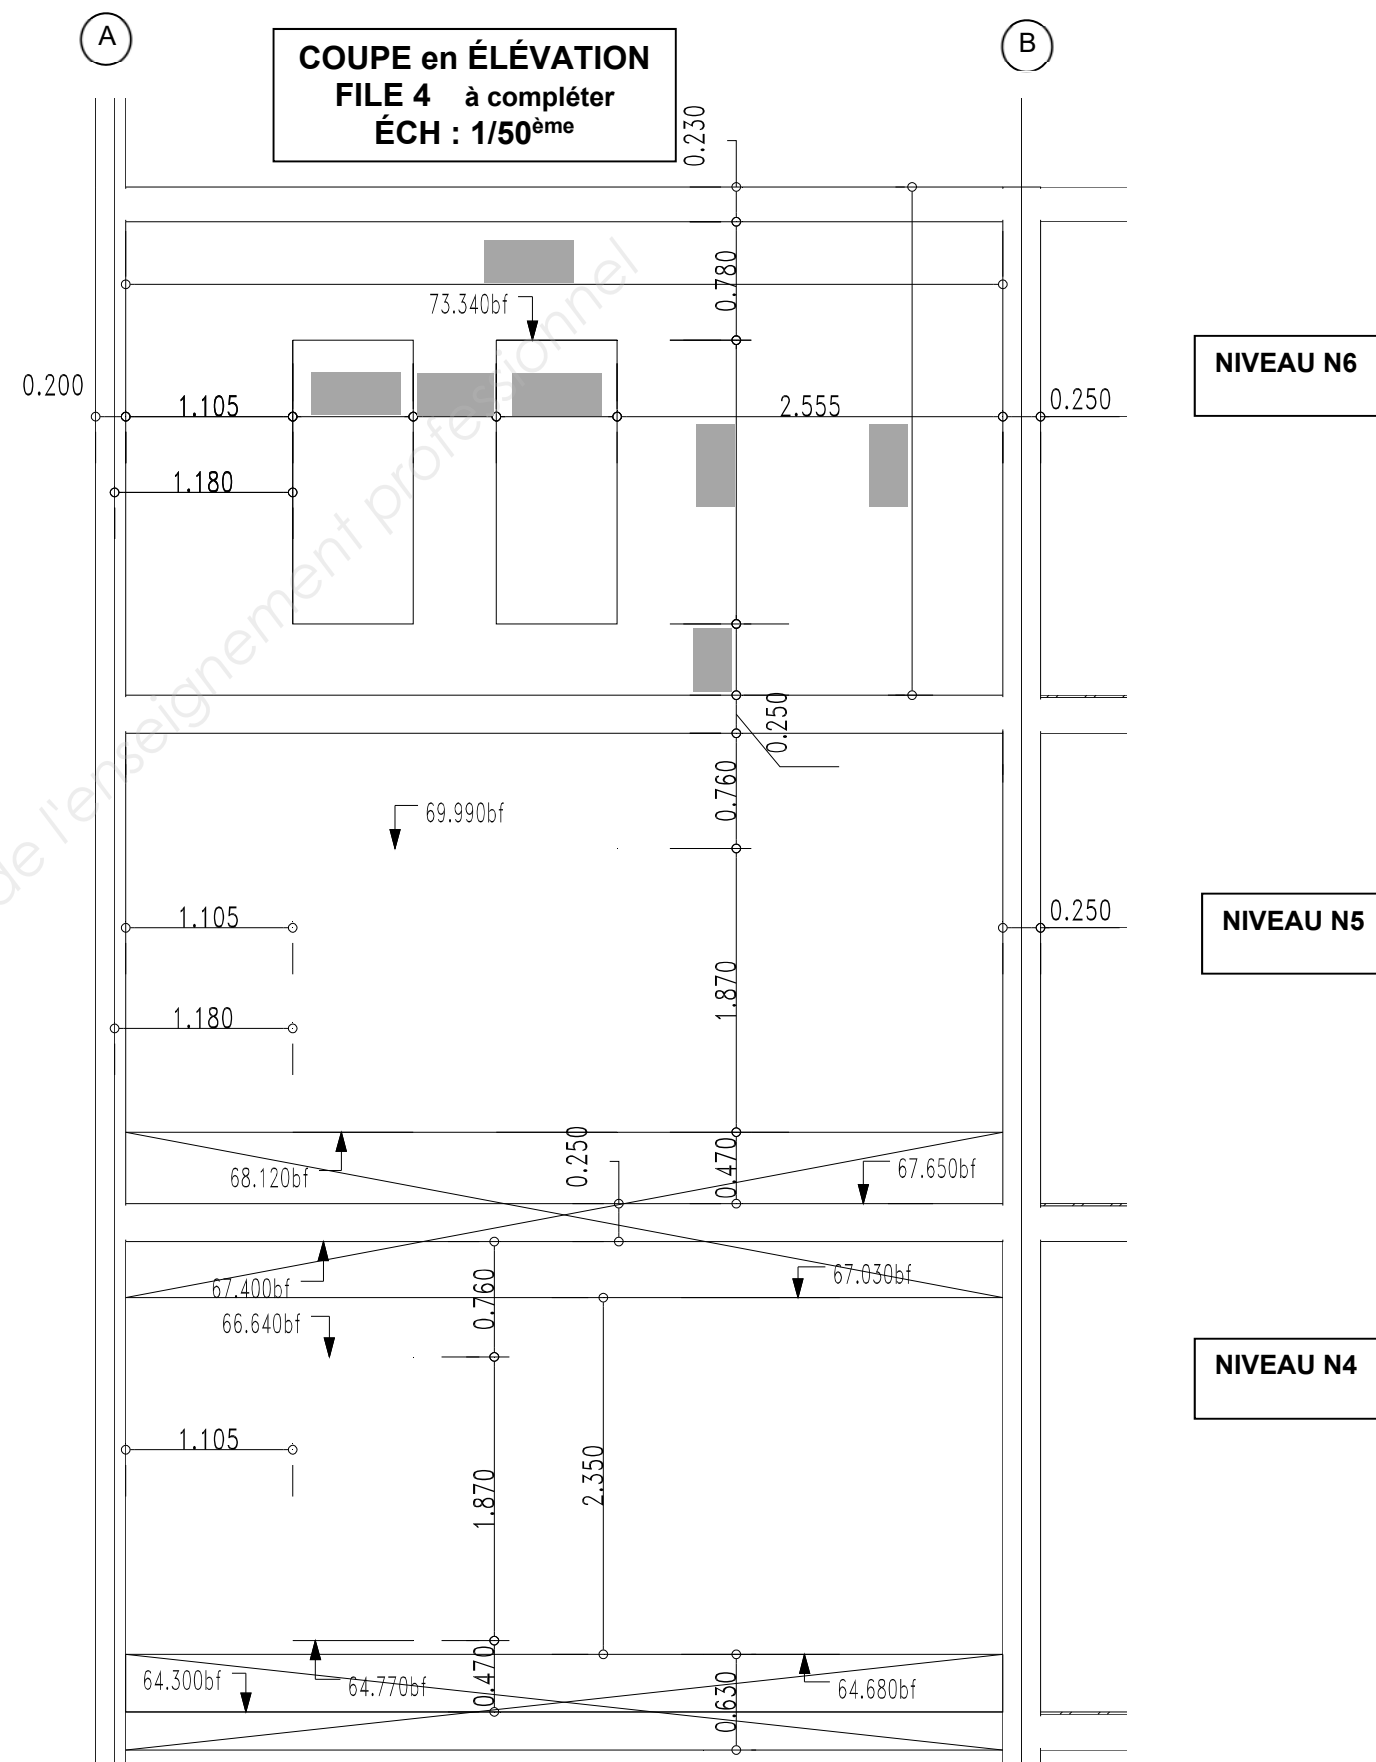 A
B
COUPE en ÉLÉVATION
FILE 4 à compléter
ÉCH : 1/50ème
0.230
0.780
73.340bf
NIVEAU N6
0.200
1.105
2.555
0.250
1.180
0.250
0.760
69.990bf
1.105
0.250
NIVEAU N5
1.870
1.180
0.250
0.470
68.120bf
67.650bf
67.400bf
0.760
67.030bf
66.640bf
NIVEAU N4
1.105
1.870
2.350
0.470
64.300bf
64.770bf
0.630
64.680bf
de l'enseignement professionnel